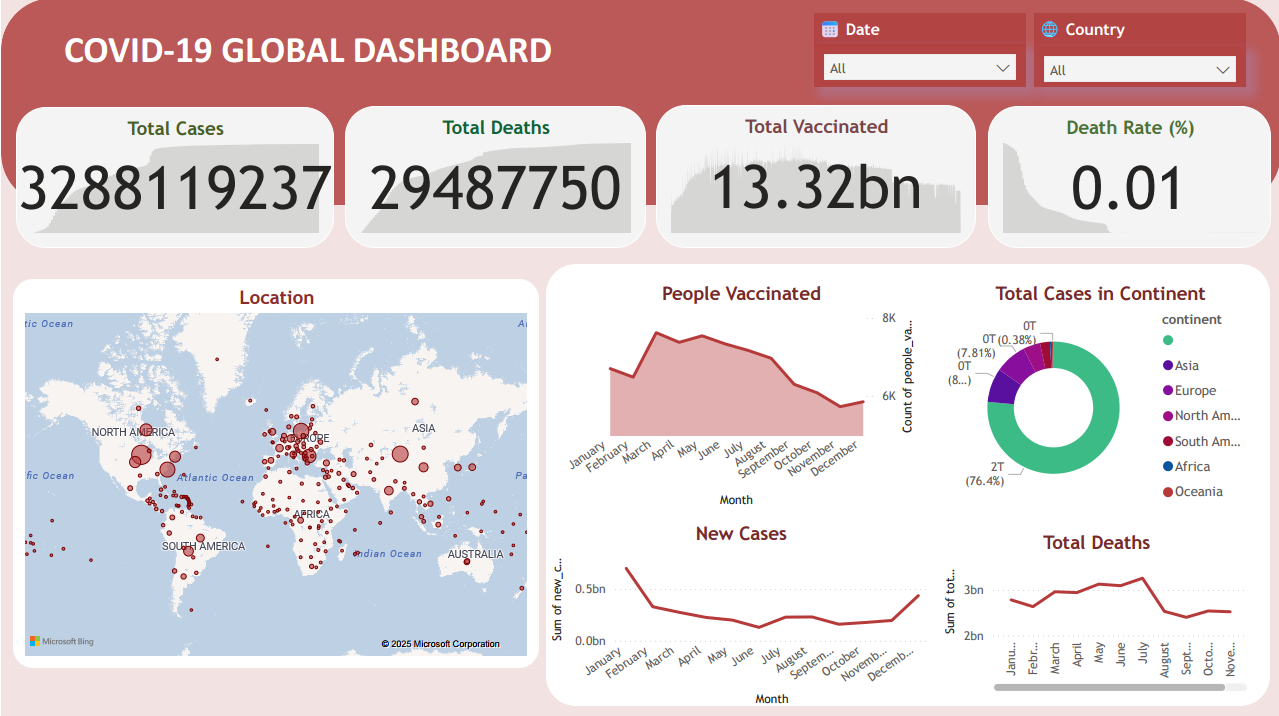 COVID-19 GLOBAL DASHBOARD
Date
All
Country
All
Total Cases
3288119237
Total Deaths
29487750
Total Vaccinated
13.32bn
Death Rate (%)
0.01
Location
tic Ocean
NORTH AMERICA
ASIA
fic Ocean
Atlantic Ocean
Pa
AFRICA
SOUTH AMERICA
Indian Ocean
AUSTRALIA
Microsoft Bing
© 2025 Microsoft Corporation
People Vaccinated
8K
6K
Count of people_va...
January
February
March
April
May
June
July
August
September
October
November
December
Month
Total Cases in Continent
0T
(0.38%)
0T
(7.81%)
0T
(8...)
2T
(76.4%)
continent
Asia
Europe
North Am...
South Am...
Africa
Oceania
New Cases
Sum of new_c...
0.5bn
0.0bn
January
February
March
April
May
June
July
August
Septem...
October
Novemb...
Decemb...
Month
Total Deaths
Sum of tot...
3bn
2bn
Janu...
Febr...
March
April
May
June
July
August
Sept...
Octo...
Nove...